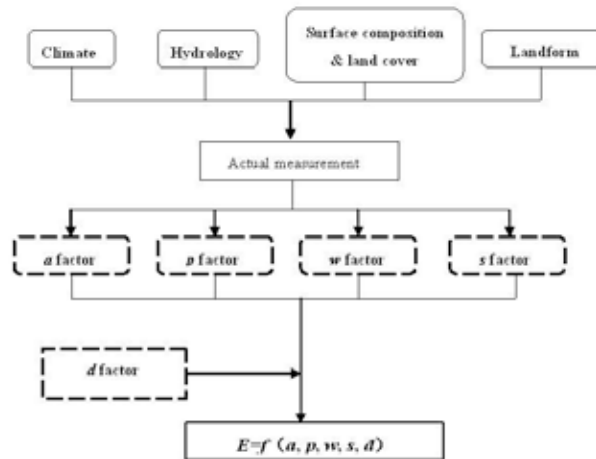 Climate
Hydrology
Surface composition
& land cover
Landform
Actual measurement
a factor
p factor
w factor
s factor
d factor
E=f (a, p, w, s, d)